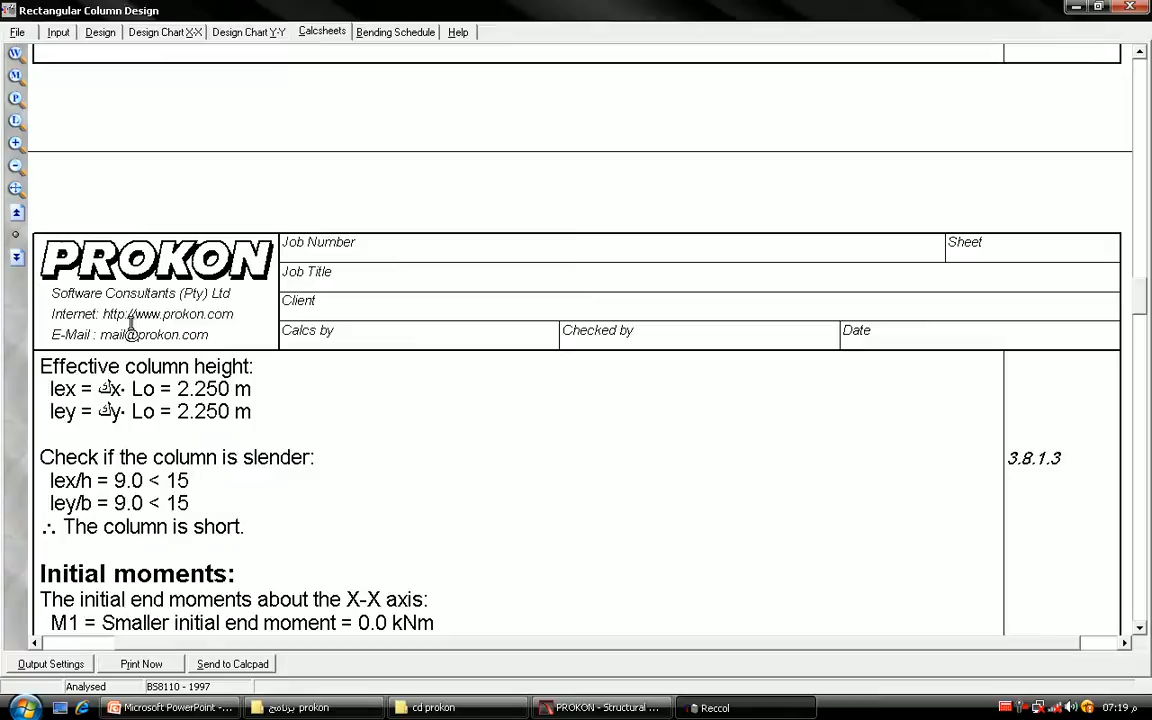 Rectangular Column Design
File Input Design Design Chart X-X Design Chart Y-Y Calcsheets Bending Schedule Help
PROKON
Software Consultants (Pty) Ltd
Internet: http://www.prokon.com
E-Mail : mail@prokon.com
Job Number
Sheet
Job Title
Client
Calcs by
Checked by
Date
Effective column height:
lex = كx· Lo = 2.250 m
ley = كy· Lo = 2.250 m
Check if the column is slender:
3.8.1.3
lex/h = 9.0 < 15
ley/b = 9.0 < 15
∴ The column is short.
Initial moments:
The initial end moments about the X-X axis:
M1 = Smaller initial end moment = 0.0 kNm
Output Settings Print Now Send to Calcpad
Analysed BS8110 - 1997
Microsoft PowerPoint -... برنامج prokon cd prokon PROKON - Structural ... Reccol م 07:19